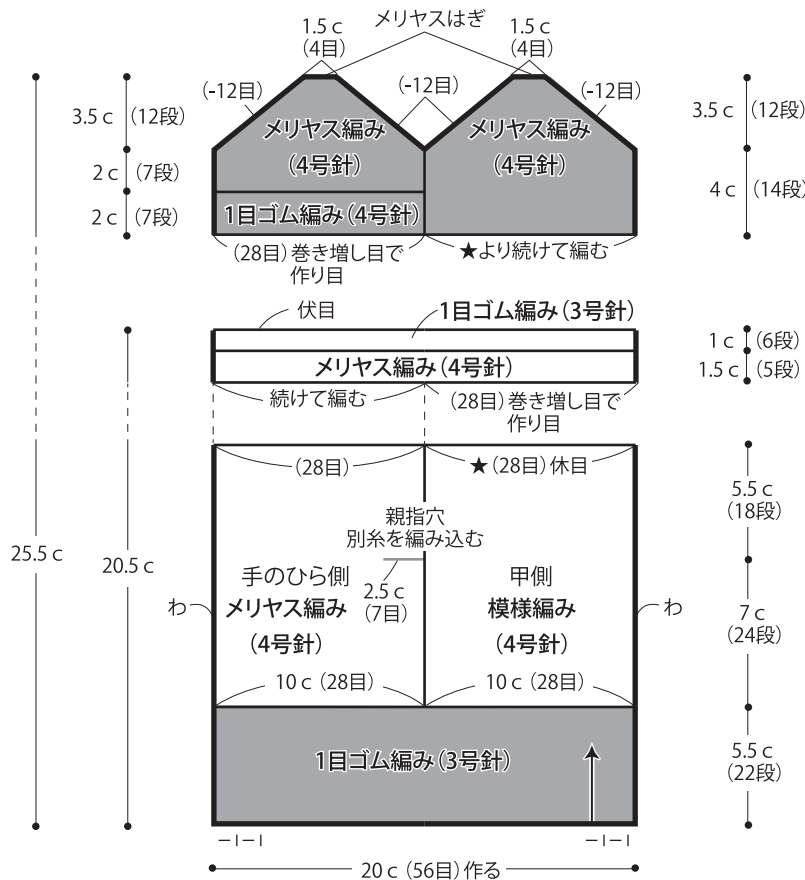 メリヤスはぎ
1.5 c
(4目)
1.5 c
(4目)
(-12目)
(-12目)
(-12目)
3.5 c (12段)
2 c (7段)
2 c (7段)
メリヤス編み
(4号針)
メリヤス編み
(4号針)
3.5 c (12段)
4 c (14段)
1目ゴム編み(4号針)
(28目)巻き増し目で
作り目
★より続けて編む
伏目
1目ゴム編み(3号針)
メリヤス編み(4号針)
1 c (6段)
1.5 c (5段)
続けて編む
(28目)巻き増し目で
作り目
(28目)
★(28目)休目
親指穴
別糸を編み込む
2.5 c
(7目)
25.5 c
20.5 c
わ
手のひら側
メリヤス編み
(4号針)
甲側
模様編み
(4号針)
わ
5.5 c
(18段)
7 c
(24段)
10 c (28目)
10 c (28目)
1目ゴム編み(3号針)
5.5 c
(22段)
20 c (56目)作る